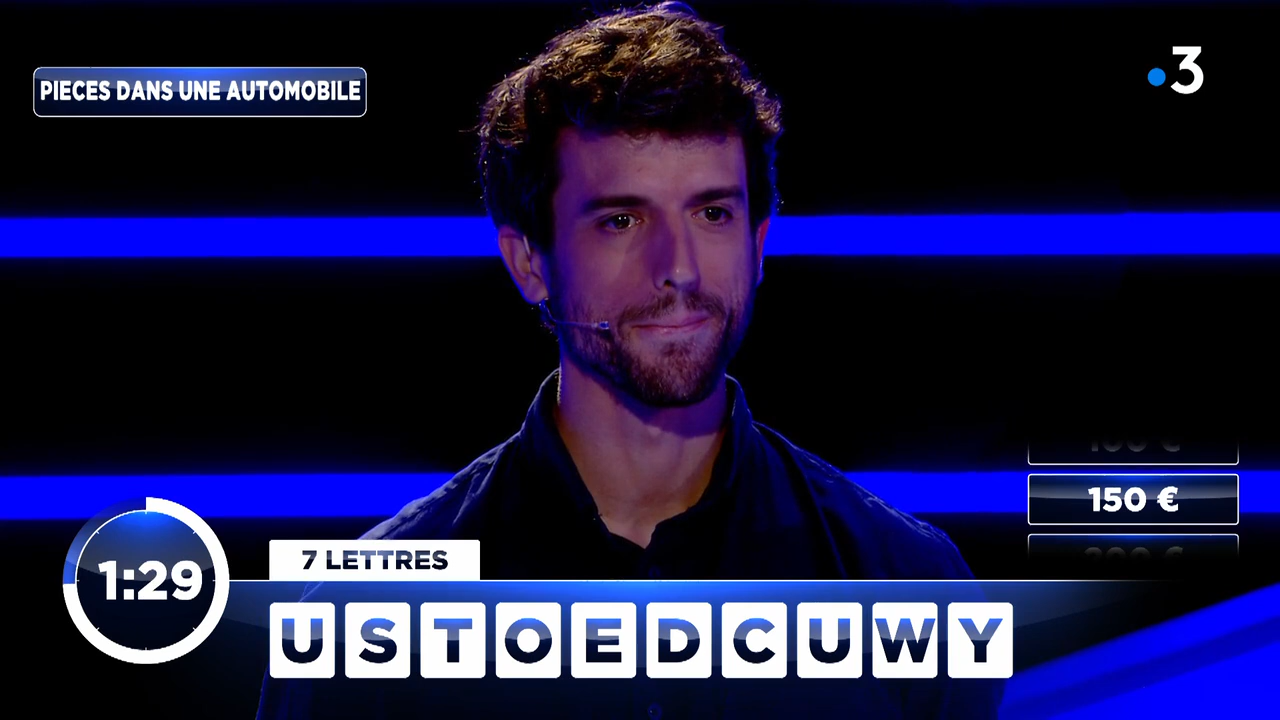 PIECES DANS UNE AUTOMOBILE
3
150 €
1:29
7 LETTRES
U S T O E D C U W Y